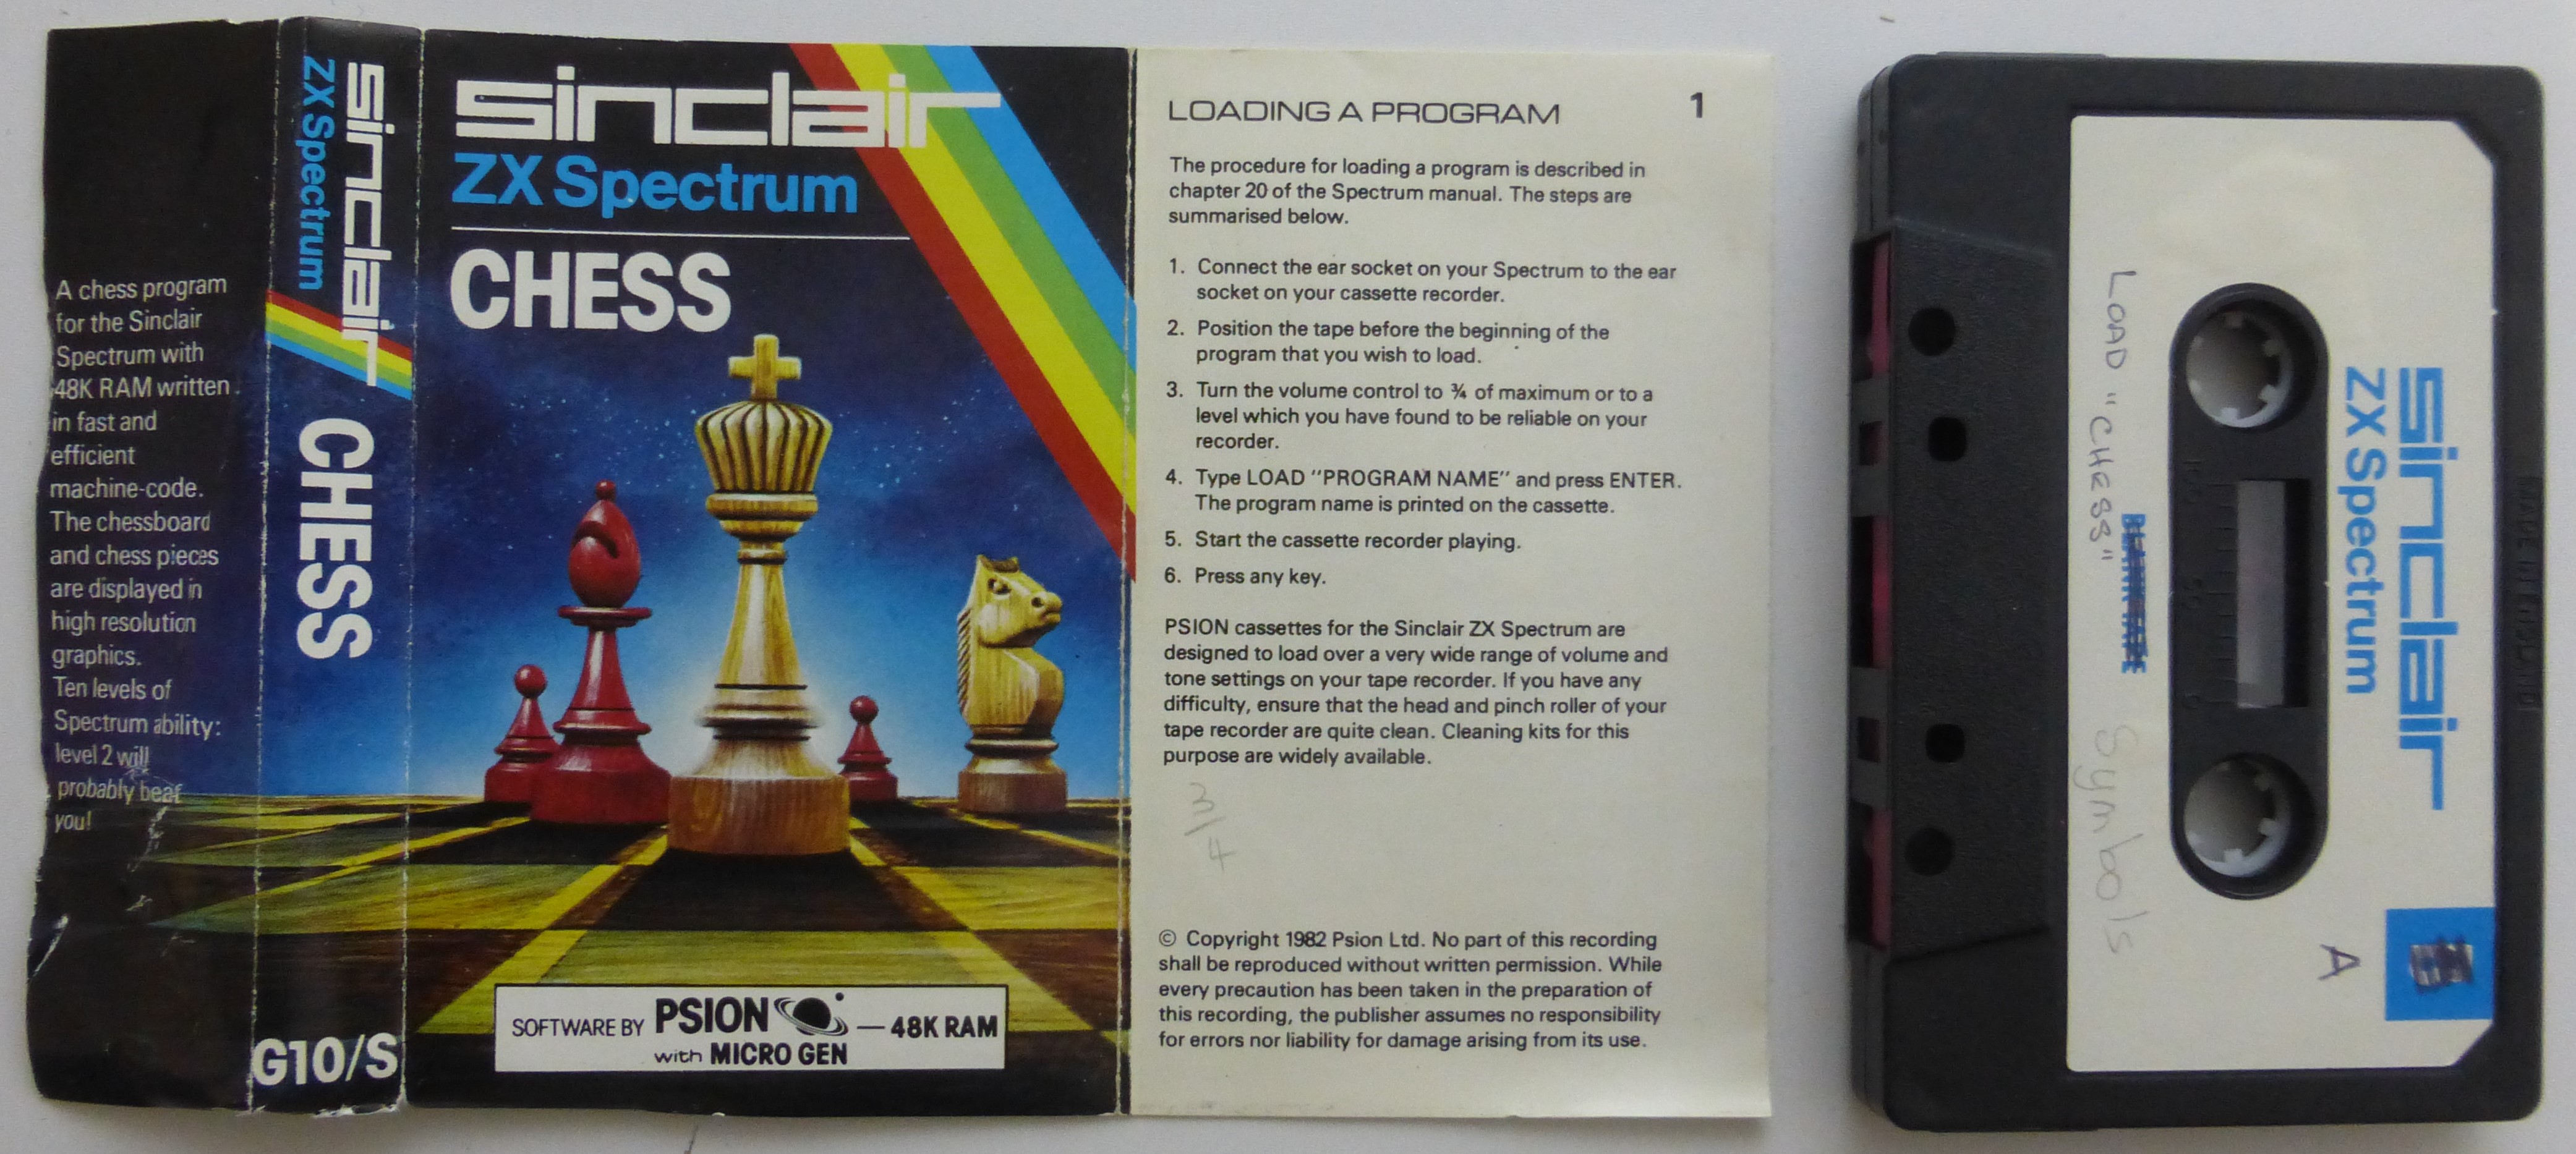 A chess program
for the Sinclair
Spectrum with
48K RAM written
in fast and
efficient
machine-code.
The chessboard
and chess pieces
are displayed in
high resolution
graphics.
Ten levels of
Spectrum ability:
level 2 will
probably beat
you!
sinclair
ZX Spectrum
CHESS
G10/S
sinclair
ZX Spectrum
CHESS
SOFTWARE BY PSION — 48K RAM
with MICRO GEN
LOADING A PROGRAM
1
The procedure for loading a program is described in
chapter 20 of the Spectrum manual. The steps are
summarised below.
1. Connect the ear socket on your Spectrum to the ear
socket on your cassette recorder.
2. Position the tape before the beginning of the
program that you wish to load.
3. Turn the volume control to ¾ of maximum or to a
level which you have found to be reliable on your
recorder.
4. Type LOAD "PROGRAM NAME" and press ENTER.
The program name is printed on the cassette.
5. Start the cassette recorder playing.
6. Press any key.
PSION cassettes for the Sinclair ZX Spectrum are
designed to load over a very wide range of volume and
tone settings on your tape recorder. If you have any
difficulty, ensure that the head and pinch roller of your
tape recorder are quite clean. Cleaning kits for this
purpose are widely available.
3/4
© Copyright 1982 Psion Ltd. No part of this recording
shall be reproduced without written permission. While
every precaution has been taken in the preparation of
this recording, the publisher assumes no responsibility
for errors nor liability for damage arising from its use.
sinclair
ZX Spectrum
A
BLANK TAPE
LOAD "CHESS"
Symbols